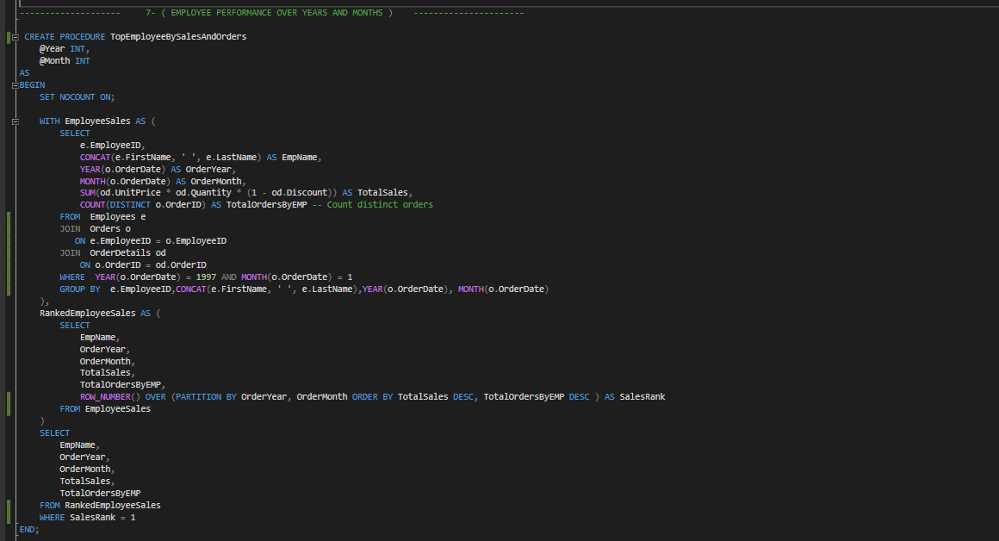 --------------------     7- ( EMPLOYEE PERFORMANCE OVER YEARS AND MONTHS )    ----------------------
CREATE PROCEDURE TopEmployeeBySalesAndOrders
    @Year INT,
    @Month INT
AS
BEGIN
    SET NOCOUNT ON;
    WITH EmployeeSales AS (
        SELECT
            e.EmployeeID,
            CONCAT(e.FirstName, ' ', e.LastName) AS EmpName,
            YEAR(o.OrderDate) AS OrderYear,
            MONTH(o.OrderDate) AS OrderMonth,
            SUM(od.UnitPrice * od.Quantity * (1 - od.Discount)) AS TotalSales,
            COUNT(DISTINCT o.OrderID) AS TotalOrdersByEMP -- Count distinct orders
        FROM  Employees e
        JOIN  Orders o
           ON e.EmployeeID = o.EmployeeID
        JOIN  OrderDetails od
            ON o.OrderID = od.OrderID
        WHERE  YEAR(o.OrderDate) = 1997 AND MONTH(o.OrderDate) = 1
        GROUP BY  e.EmployeeID,CONCAT(e.FirstName, ' ', e.LastName),YEAR(o.OrderDate), MONTH(o.OrderDate)
    ),
    RankedEmployeeSales AS (
        SELECT
            EmpName,
            OrderYear,
            OrderMonth,
            TotalSales,
            TotalOrdersByEMP,
            ROW_NUMBER() OVER (PARTITION BY OrderYear, OrderMonth ORDER BY TotalSales DESC, TotalOrdersByEMP DESC ) AS SalesRank
        FROM EmployeeSales
    )
    SELECT
        EmpName,
        OrderYear,
        OrderMonth,
        TotalSales,
        TotalOrdersByEMP
    FROM RankedEmployeeSales
    WHERE SalesRank = 1
END;